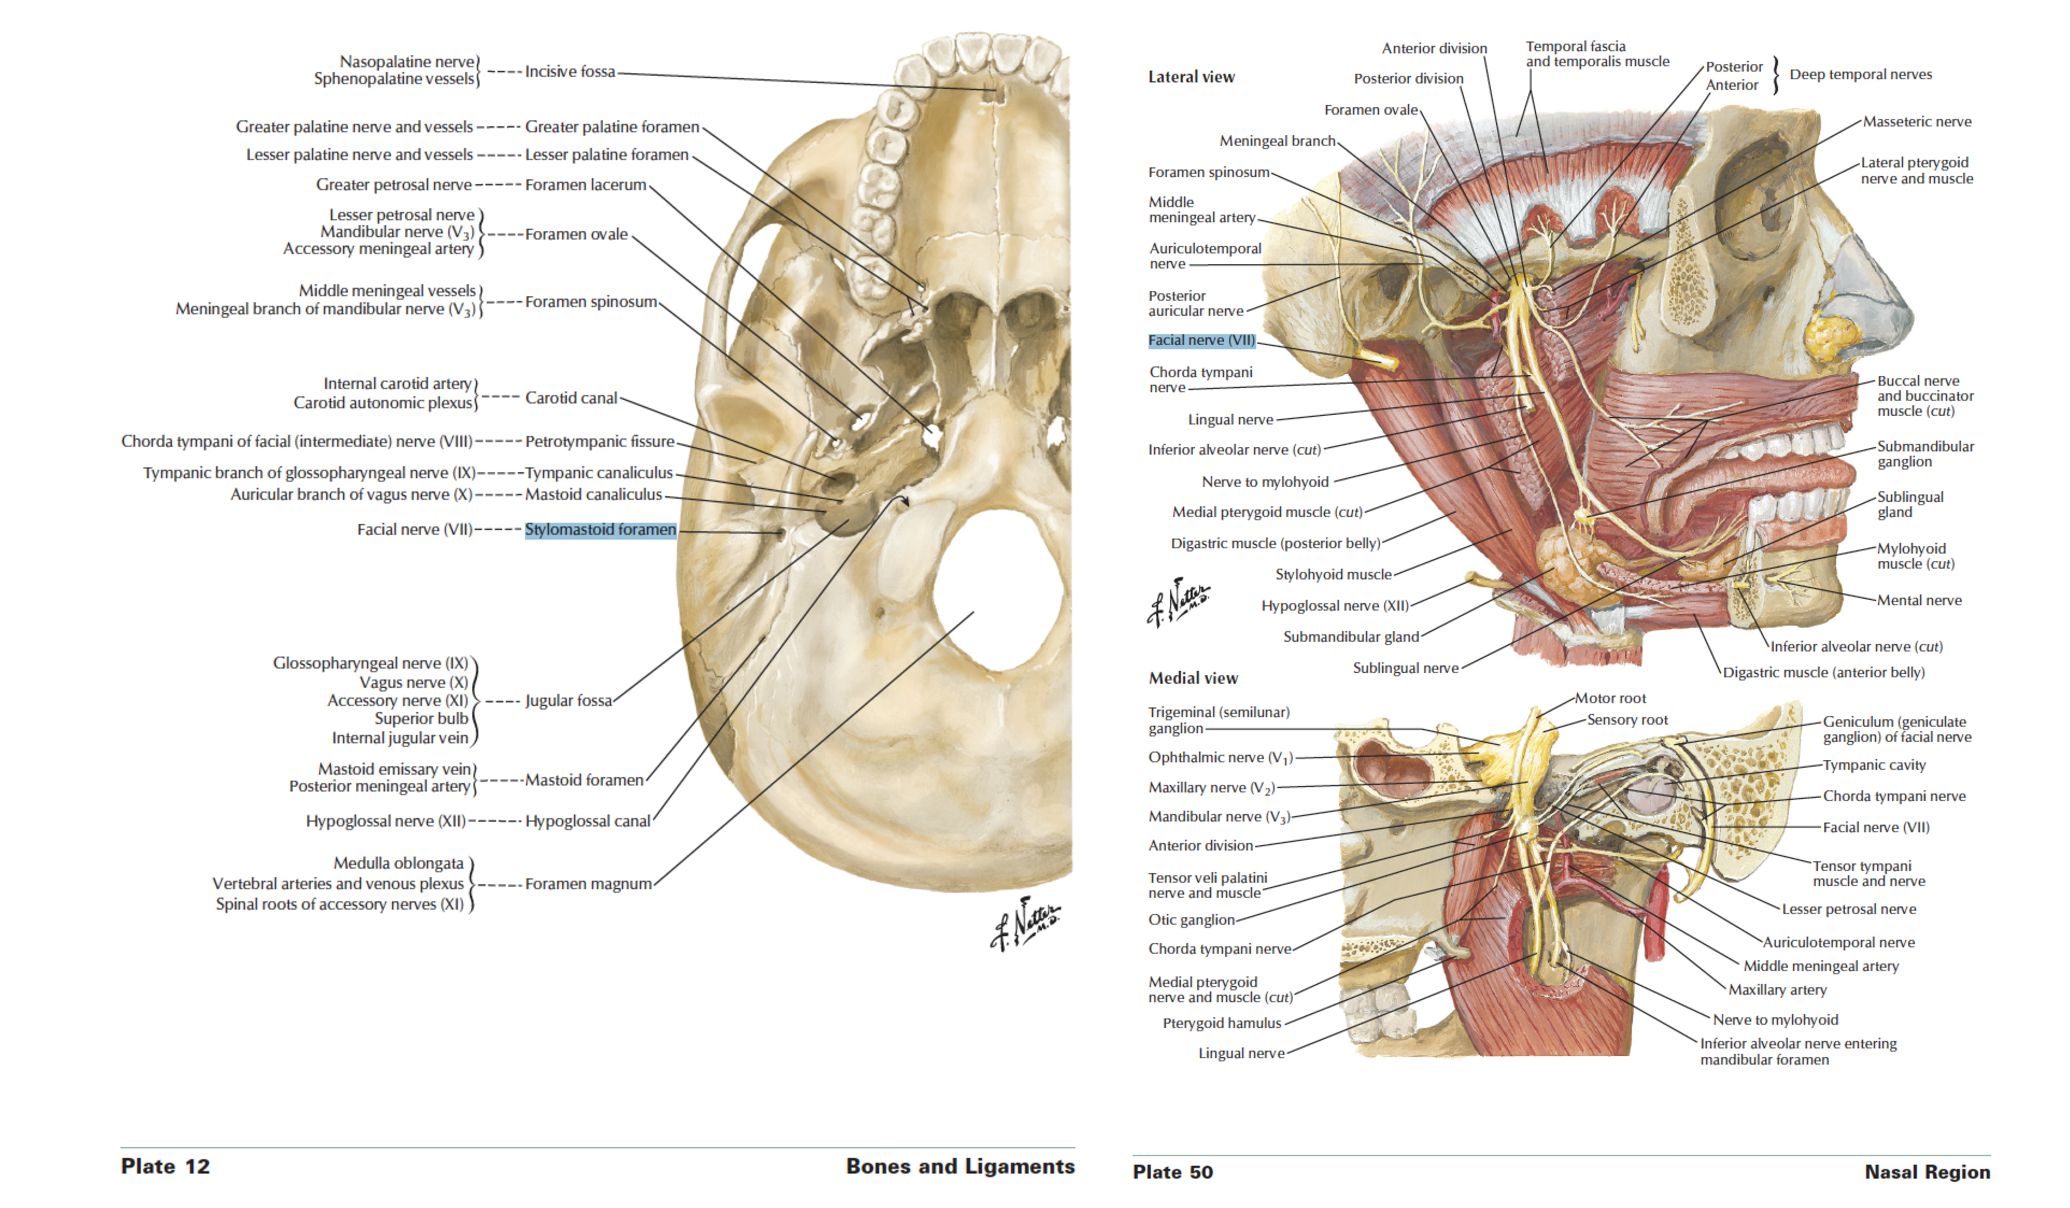 Nasopalatine nerve
Sphenopalatine vessels
Incisive fossa
Greater palatine nerve and vessels
Greater palatine foramen
Lesser palatine nerve and vessels
Lesser palatine foramen
Greater petrosal nerve
Foramen lacerum
Lesser petrosal nerve
Mandibular nerve (V3)
Accessory meningeal artery
Foramen ovale
Middle meningeal vessels
Meningeal branch of mandibular nerve (V3)
Foramen spinosum
Internal carotid artery
Carotid autonomic plexus
Carotid canal
Chorda tympani of facial (intermediate) nerve (VIII)
Petrotympanic fissure
Tympanic branch of glossopharyngeal nerve (IX)
Tympanic canaliculus
Auricular branch of vagus nerve (X)
Mastoid canaliculus
Facial nerve (VII)
Stylomastoid foramen
Glossopharyngeal nerve (IX)
Vagus nerve (X)
Accessory nerve (XI)
Superior bulb
Internal jugular vein
Jugular fossa
Mastoid emissary vein
Posterior meningeal artery
Mastoid foramen
Hypoglossal nerve (XII)
Hypoglossal canal
Medulla oblongata
Vertebral arteries and venous plexus
Spinal roots of accessory nerves (XI)
Foramen magnum
F. Netter
M.D.
Plate 12
Bones and Ligaments
Lateral view
Anterior division
Posterior division
Foramen ovale
Meningeal branch
Foramen spinosum
Middle
meningeal artery
Auriculotemporal
nerve
Posterior
auricular nerve
Facial nerve (VII)
Chorda tympani
nerve
Lingual nerve
Inferior alveolar nerve (cut)
Nerve to mylohyoid
Medial pterygoid muscle (cut)
Digastric muscle (posterior belly)
Stylohyoid muscle
Hypoglossal nerve (XII)
Submandibular gland
Sublingual nerve
Temporal fascia
and temporalis muscle
Posterior
Anterior
Deep temporal nerves
Masseteric nerve
Lateral pterygoid
nerve and muscle
Buccal nerve
and buccinator
muscle (cut)
Submandibular
ganglion
Sublingual
gland
Mylohyoid
muscle (cut)
Mental nerve
Inferior alveolar nerve (cut)
Digastric muscle (anterior belly)
F. Netter
M.D.
Medial view
Trigeminal (semilunar)
ganglion
Ophthalmic nerve (V1)
Maxillary nerve (V2)
Mandibular nerve (V3)
Anterior division
Tensor veli palatini
nerve and muscle
Otic ganglion
Chorda tympani nerve
Medial pterygoid
nerve and muscle (cut)
Pterygoid hamulus
Lingual nerve
Motor root
Sensory root
Geniculum (geniculate
ganglion) of facial nerve
Tympanic cavity
Chorda tympani nerve
Facial nerve (VII)
Tensor tympani
muscle and nerve
Lesser petrosal nerve
Auriculotemporal nerve
Middle meningeal artery
Maxillary artery
Nerve to mylohyoid
Inferior alveolar nerve entering
mandibular foramen
Plate 50
Nasal Region